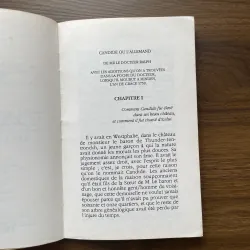 CANDIDE OU L'ALLEMAND
DE MR LE DOCTEUR RALPH
AVEC LES ADDITIONS QU'ON A TROUVÉES
DANS LA POCHE DU DOCTEUR,
LORSQU'IL MOURUT À MINDEN,
L'AN DE GRÂCE 1759.
CHAPITRE I
Comment Candide fut élevé
dans un beau château,
et comment il fut chassé d'icelui
Il y avait en Westphalie, dans le château
de monsieur le baron de Thunder-ten-
tronckh, un jeune garçon à qui la nature
avait donné les mœurs les plus douces. Sa
physionomie annonçait son âme. Il avait le
jugement assez droit, avec l'esprit le plus
simple ; c'est, je crois, pour cette raison
qu'on le nommait Candide. Les anciens
domestiques de la maison soupçonnaient
qu'il était fils de la sœur de M. le baron et
d'un bon et honnête gentilhomme du voisi-
nage, que cette demoiselle ne voulut jamais
épouser parce qu'il n'avait pu prouver que
soixante et onze quartiers, et que le reste de
son arbre généalogique avait été perdu par
l'injure du temps.